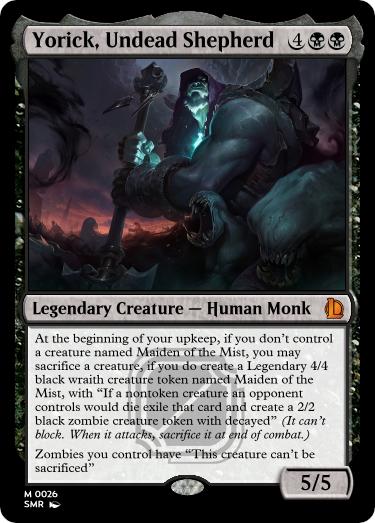 Yorick, Undead Shepherd 4
Legendary Creature — Human Monk
At the beginning of your upkeep, if you don't control
a creature named Maiden of the Mist, you may
sacrifice a creature, if you do create a Legendary 4/4
black wraith creature token named Maiden of the
Mist, with "If a nontoken creature an opponent
controls would die exile that card and create a 2/2
black zombie creature token with decayed" (It can't
block. When it attacks, sacrifice it at end of combat.)
Zombies you control have "This creature can't be
sacrificed"
5/5
M 0026
SMR